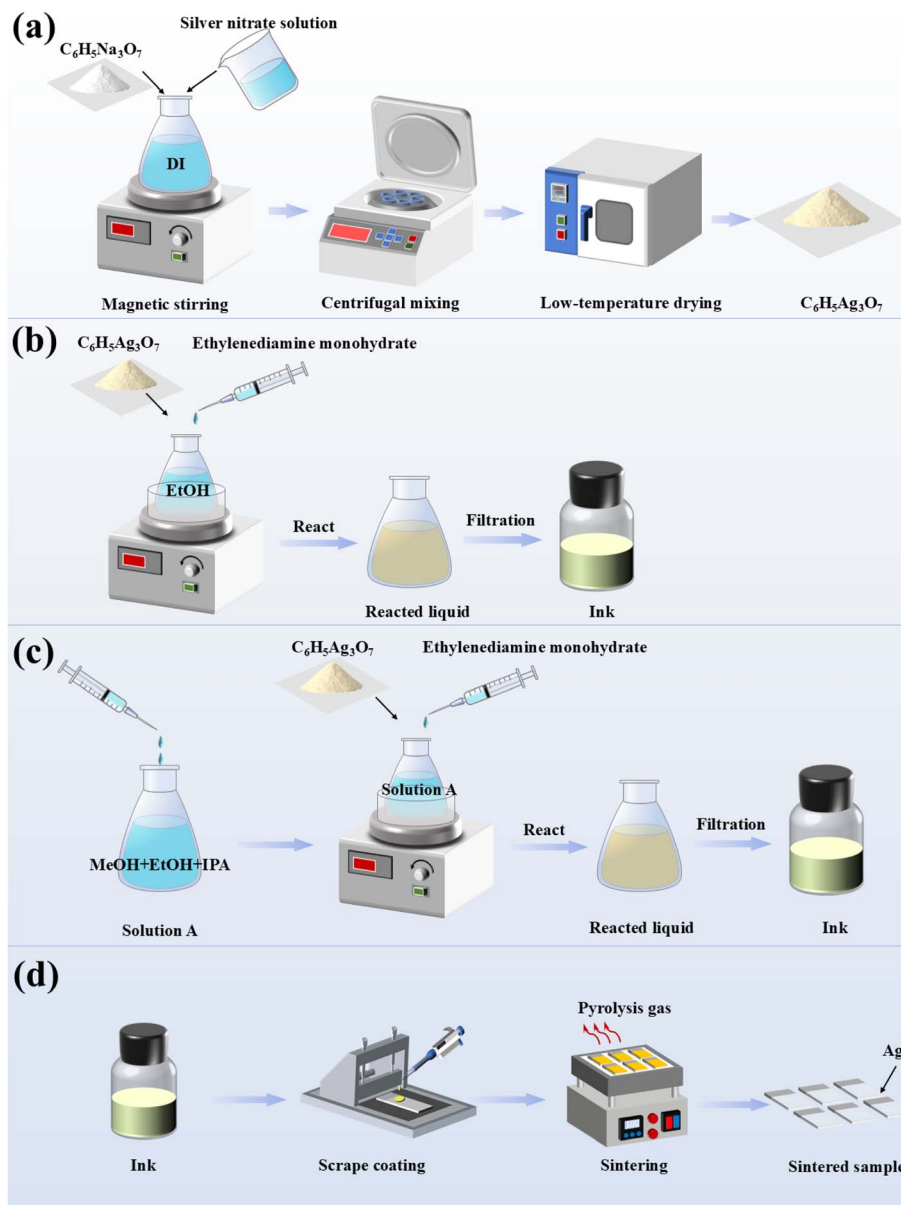 (a)
Silver nitrate solution
C₆H₅Na₃O₇
DI
Magnetic stirring
Centrifugal mixing
Low-temperature drying
C₆H₅Ag₃O₇
(b)
C₆H₅Ag₃O₇
Ethylenediamine monohydrate
EtOH
React
Filtration
Reacted liquid
Ink
(c)
C₆H₅Ag₃O₇
Ethylenediamine monohydrate
Solution A
MeOH+EtOH+IPA
React
Filtration
Solution A
Reacted liquid
Ink
(d)
Pyrolysis gas
Ag
Ink
Scrape coating
Sintering
Sintered sample